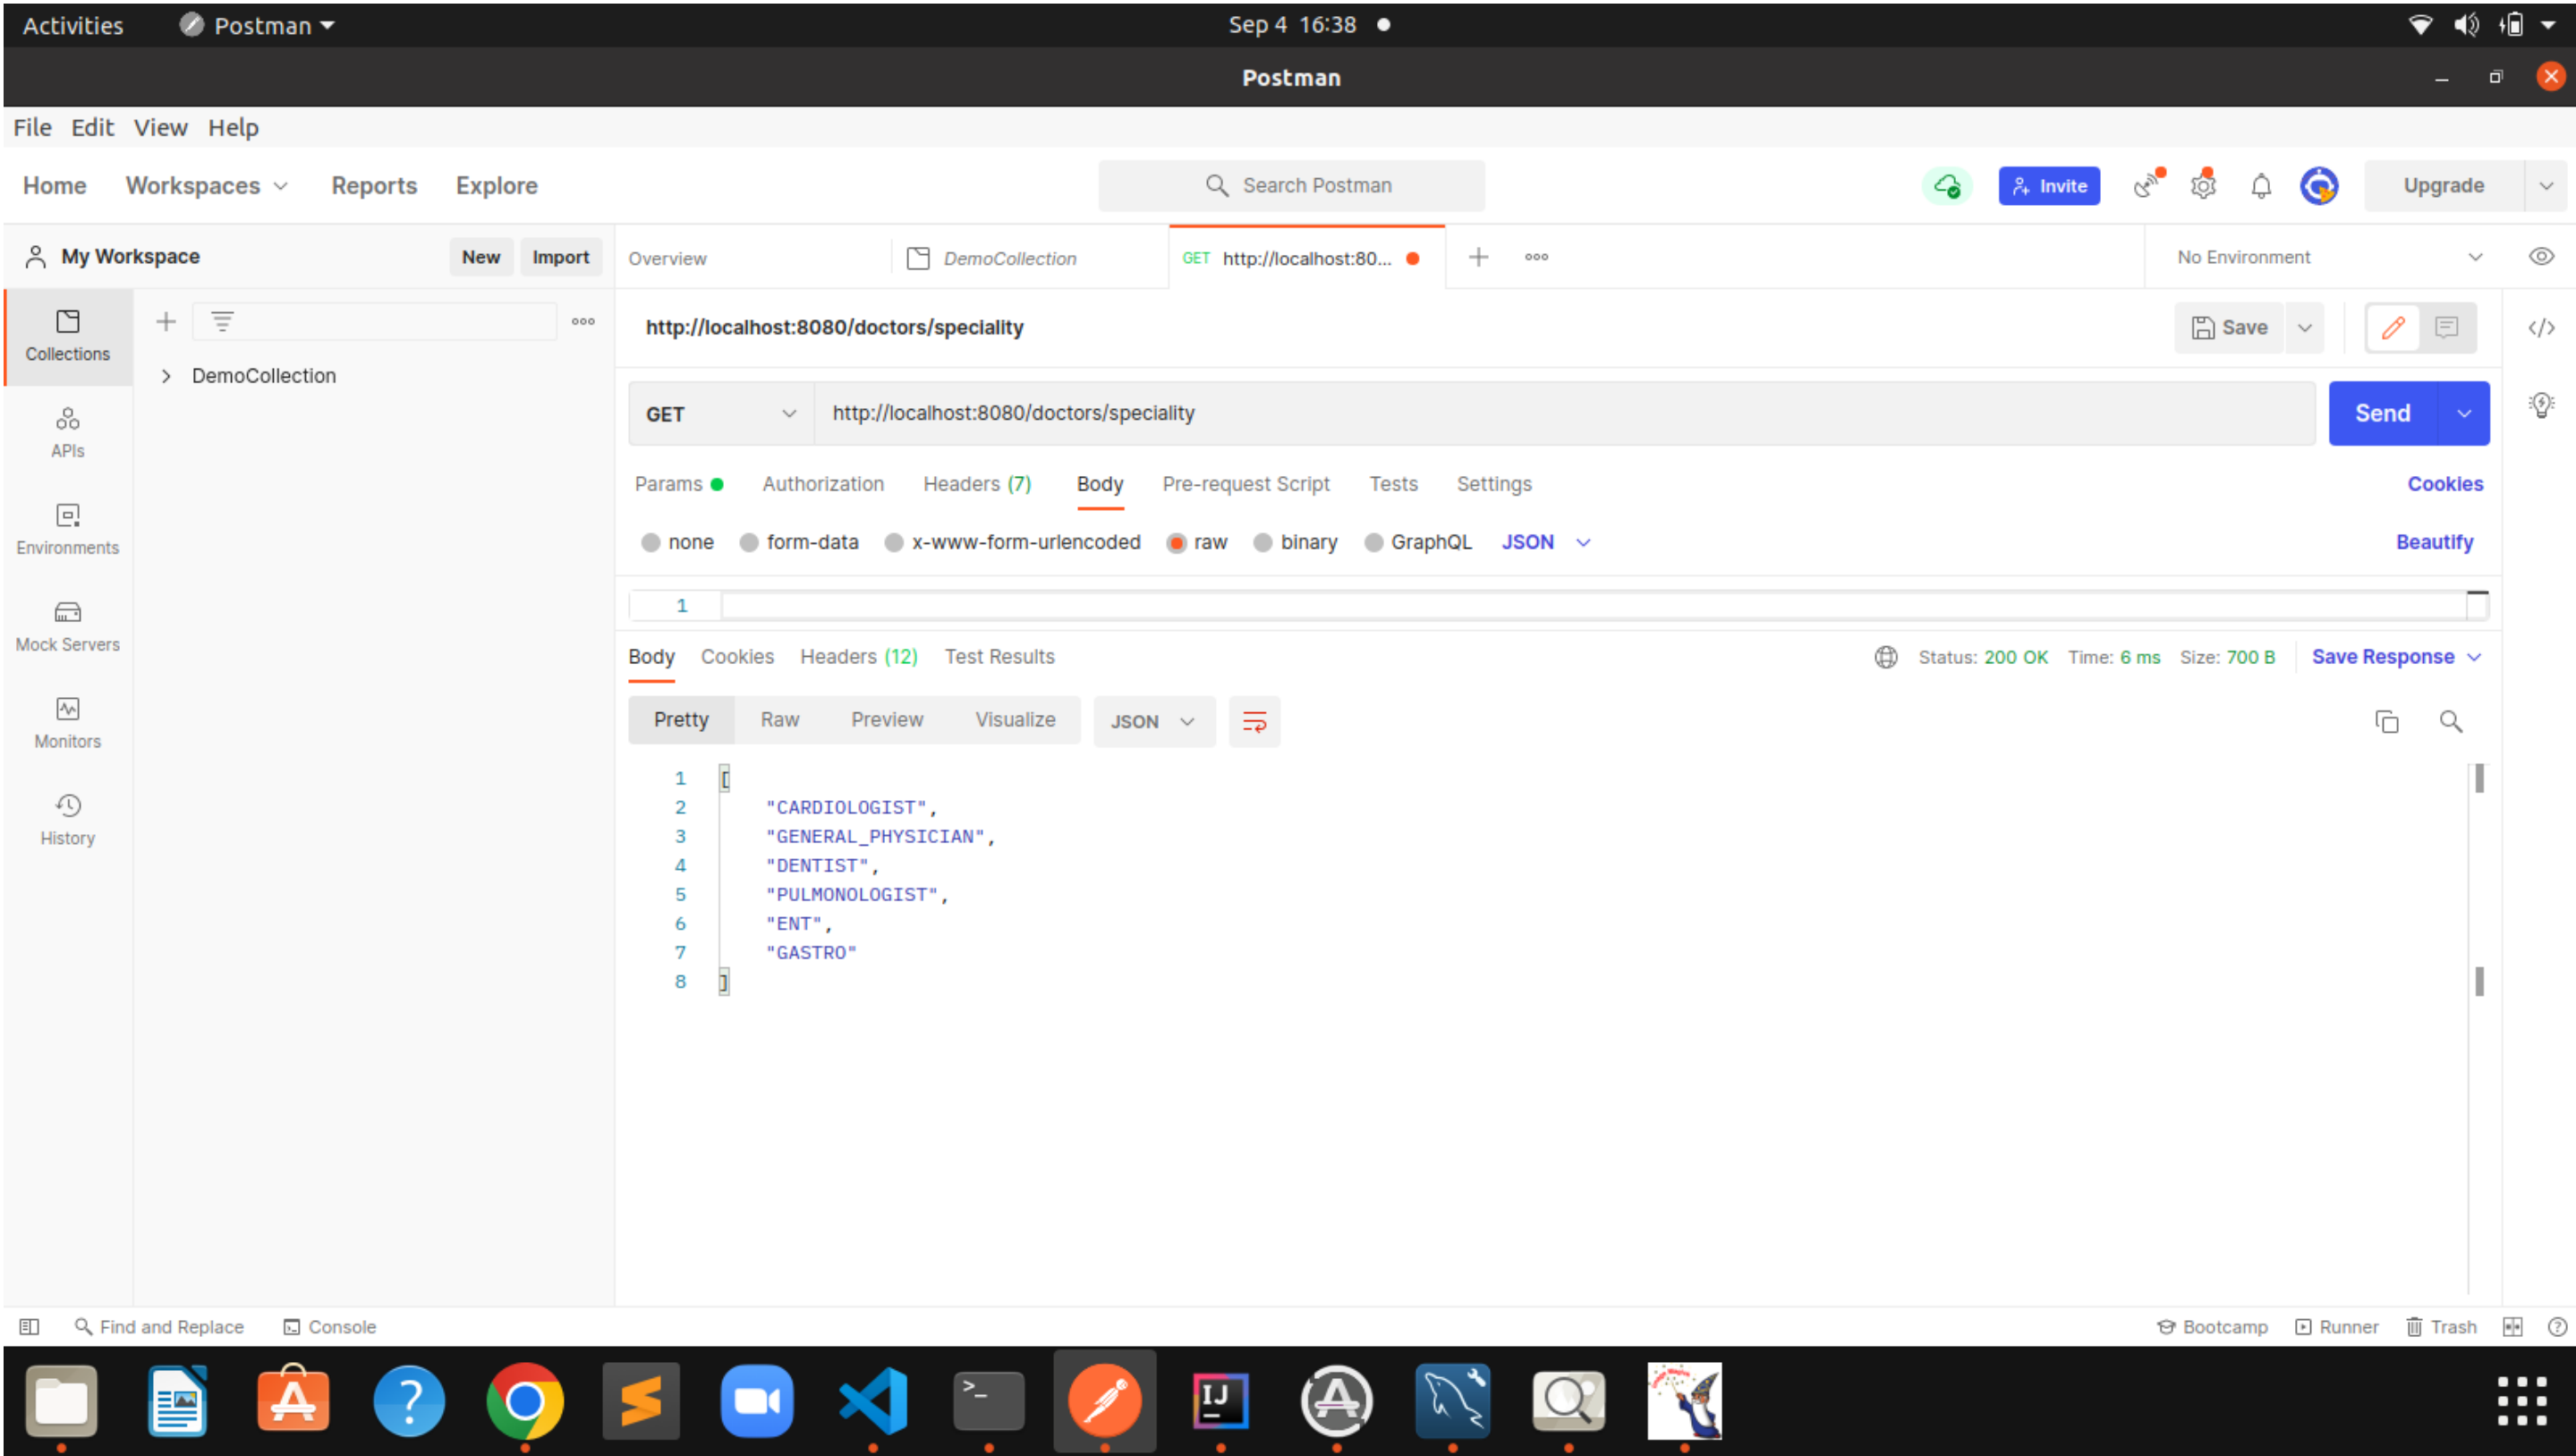 Activities Postman Sep 4 16:38
Postman
File Edit View Help
Home Workspaces Reports Explore Search Postman Invite Upgrade
My Workspace New Import Overview DemoCollection GET http://localhost:80... No Environment
Collections http://localhost:8080/doctors/speciality Save
DemoCollection
GET http://localhost:8080/doctors/speciality Send
APIs
Params Authorization Headers (7) Body Pre-request Script Tests Settings Cookies
Environments
none form-data x-www-form-urlencoded raw binary GraphQL JSON Beautify
1
Mock Servers
Body Cookies Headers (12) Test Results Status: 200 OK Time: 6 ms Size: 700 B Save Response
Pretty Raw Preview Visualize JSON
Monitors
1 [
2 "CARDIOLOGIST",
3 "GENERAL_PHYSICIAN",
History
4 "DENTIST",
5 "PULMONOLOGIST",
6 "ENT",
7 "GASTRO"
8 ]
Find and Replace Console Bootcamp Runner Trash
IJ